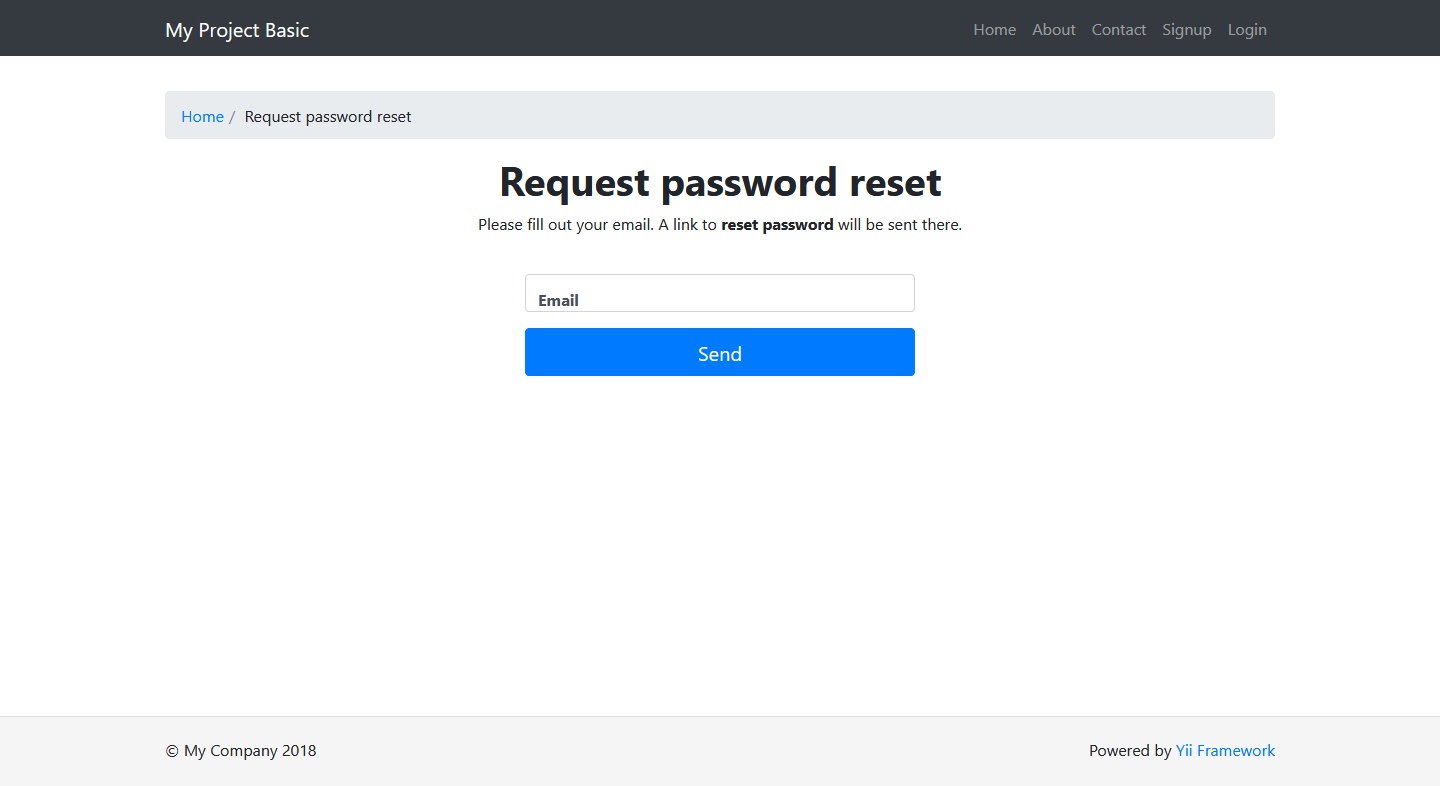 My Project Basic
Home About Contact Signup Login
Home / Request password reset
Request password reset
Please fill out your email. A link to reset password will be sent there.
Email
Send
© My Company 2018
Powered by Yii Framework